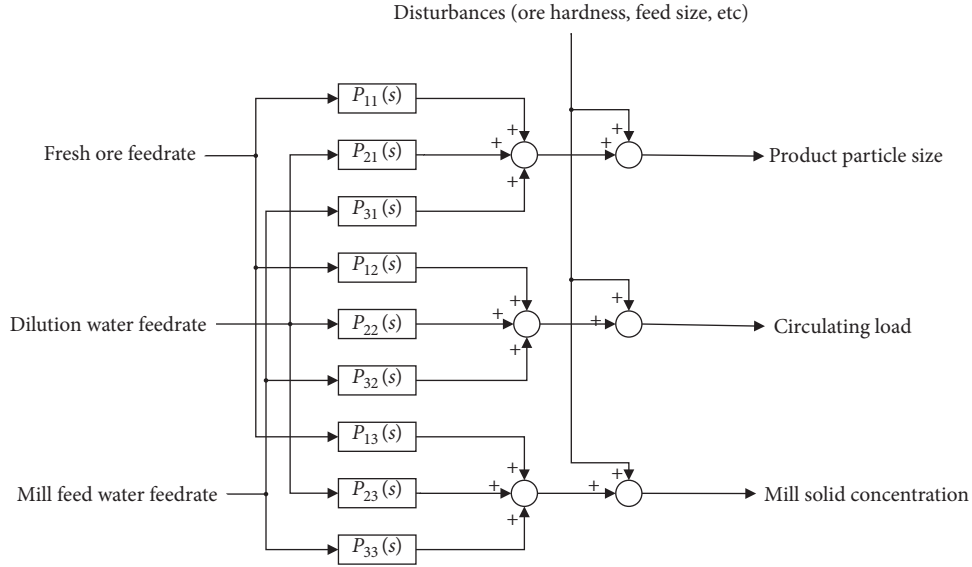 Disturbances (ore hardness, feed size, etc)
P11(s)
+
+
Fresh ore feedrate
P21(s)
+
+
Product particle size
+
P31(s)
P12(s)
+
+
Dilution water feedrate
P22(s)
+
+
Circulating load
+
P32(s)
P13(s)
+
+
Mill feed water feedrate
P23(s)
+
+
Mill solid concentration
+
P33(s)